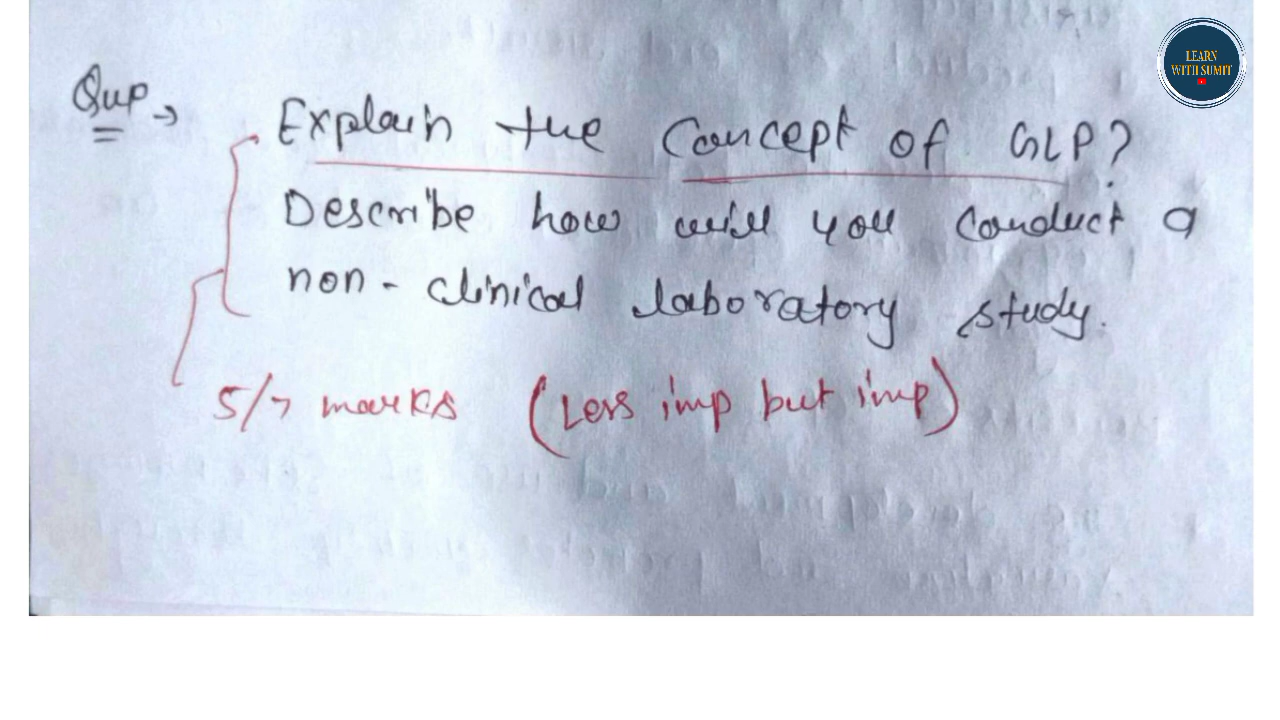 LEARN
WITH SUMIT
Qus →
Explain the Concept of GLP?
Describe how will you conduct a
non - clinical laboratory study.
5/7 marks (Less imp but imp)